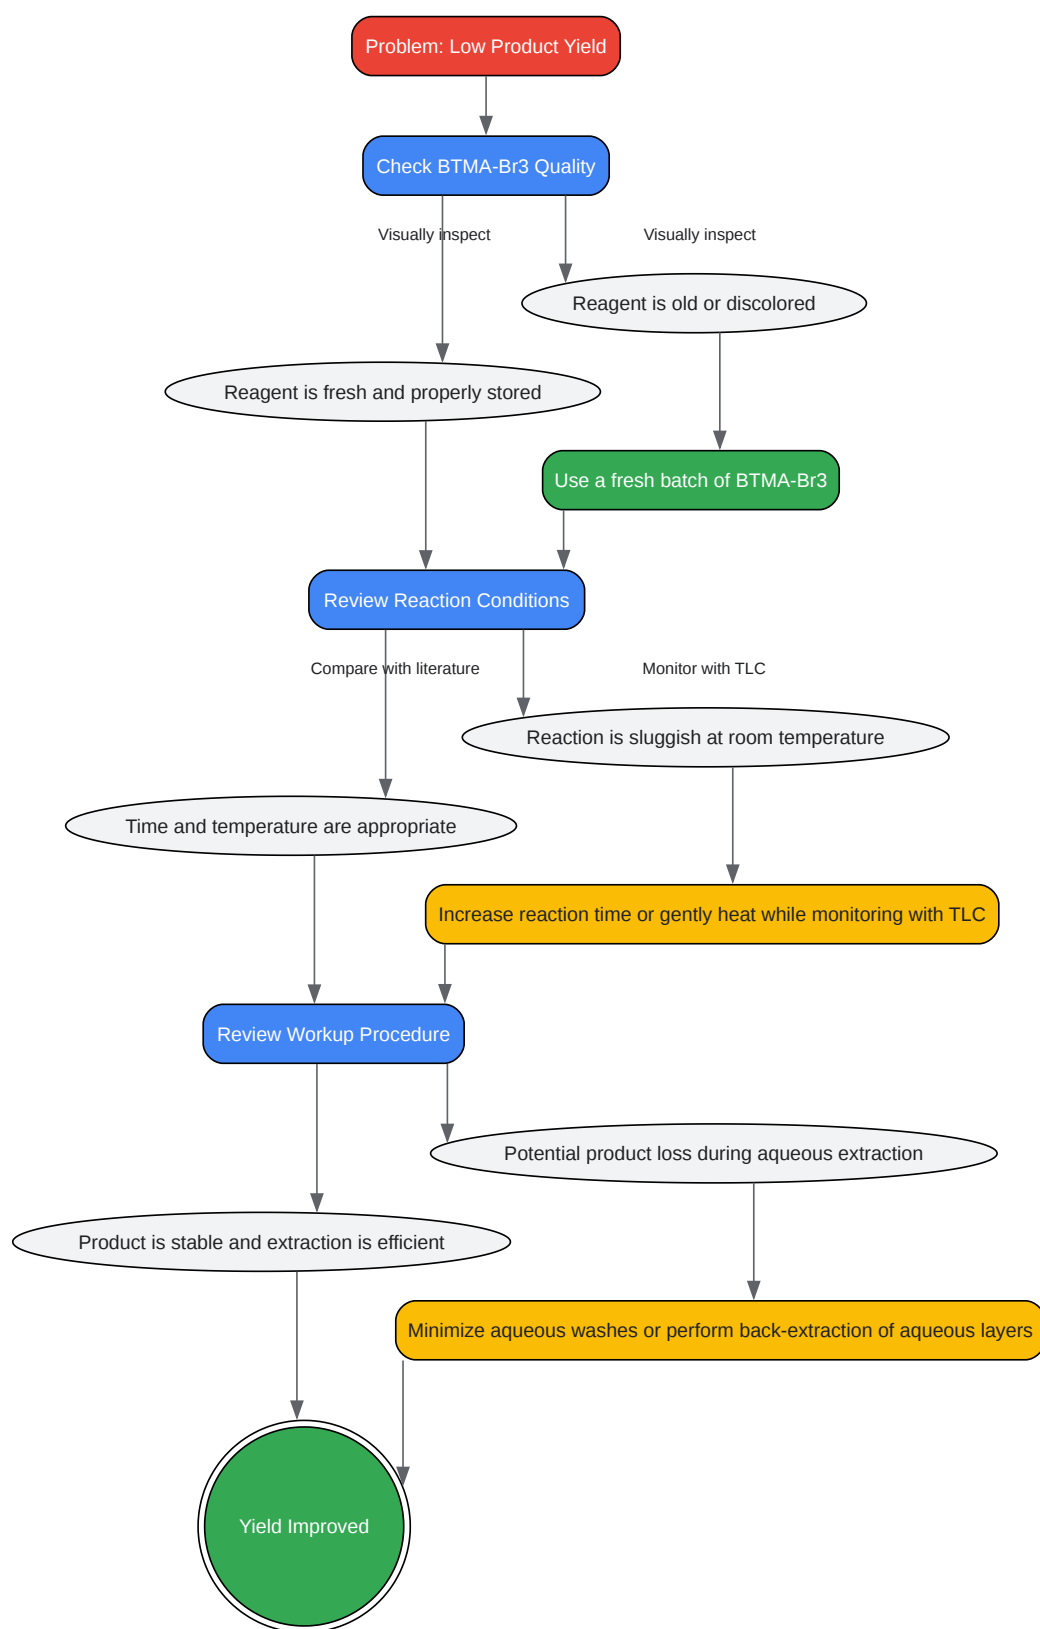 Problem: Low Product Yield
Check BTMA-Br3 Quality
Visually inspect
Visually inspect
Reagent is old or discolored
Reagent is fresh and properly stored
Use a fresh batch of BTMA-Br3
Review Reaction Conditions
Compare with literature
Monitor with TLC
Reaction is sluggish at room temperature
Time and temperature are appropriate
Increase reaction time or gently heat while monitoring with TLC
Review Workup Procedure
Potential product loss during aqueous extraction
Product is stable and extraction is efficient
Minimize aqueous washes or perform back-extraction of aqueous layers
Yield Improved